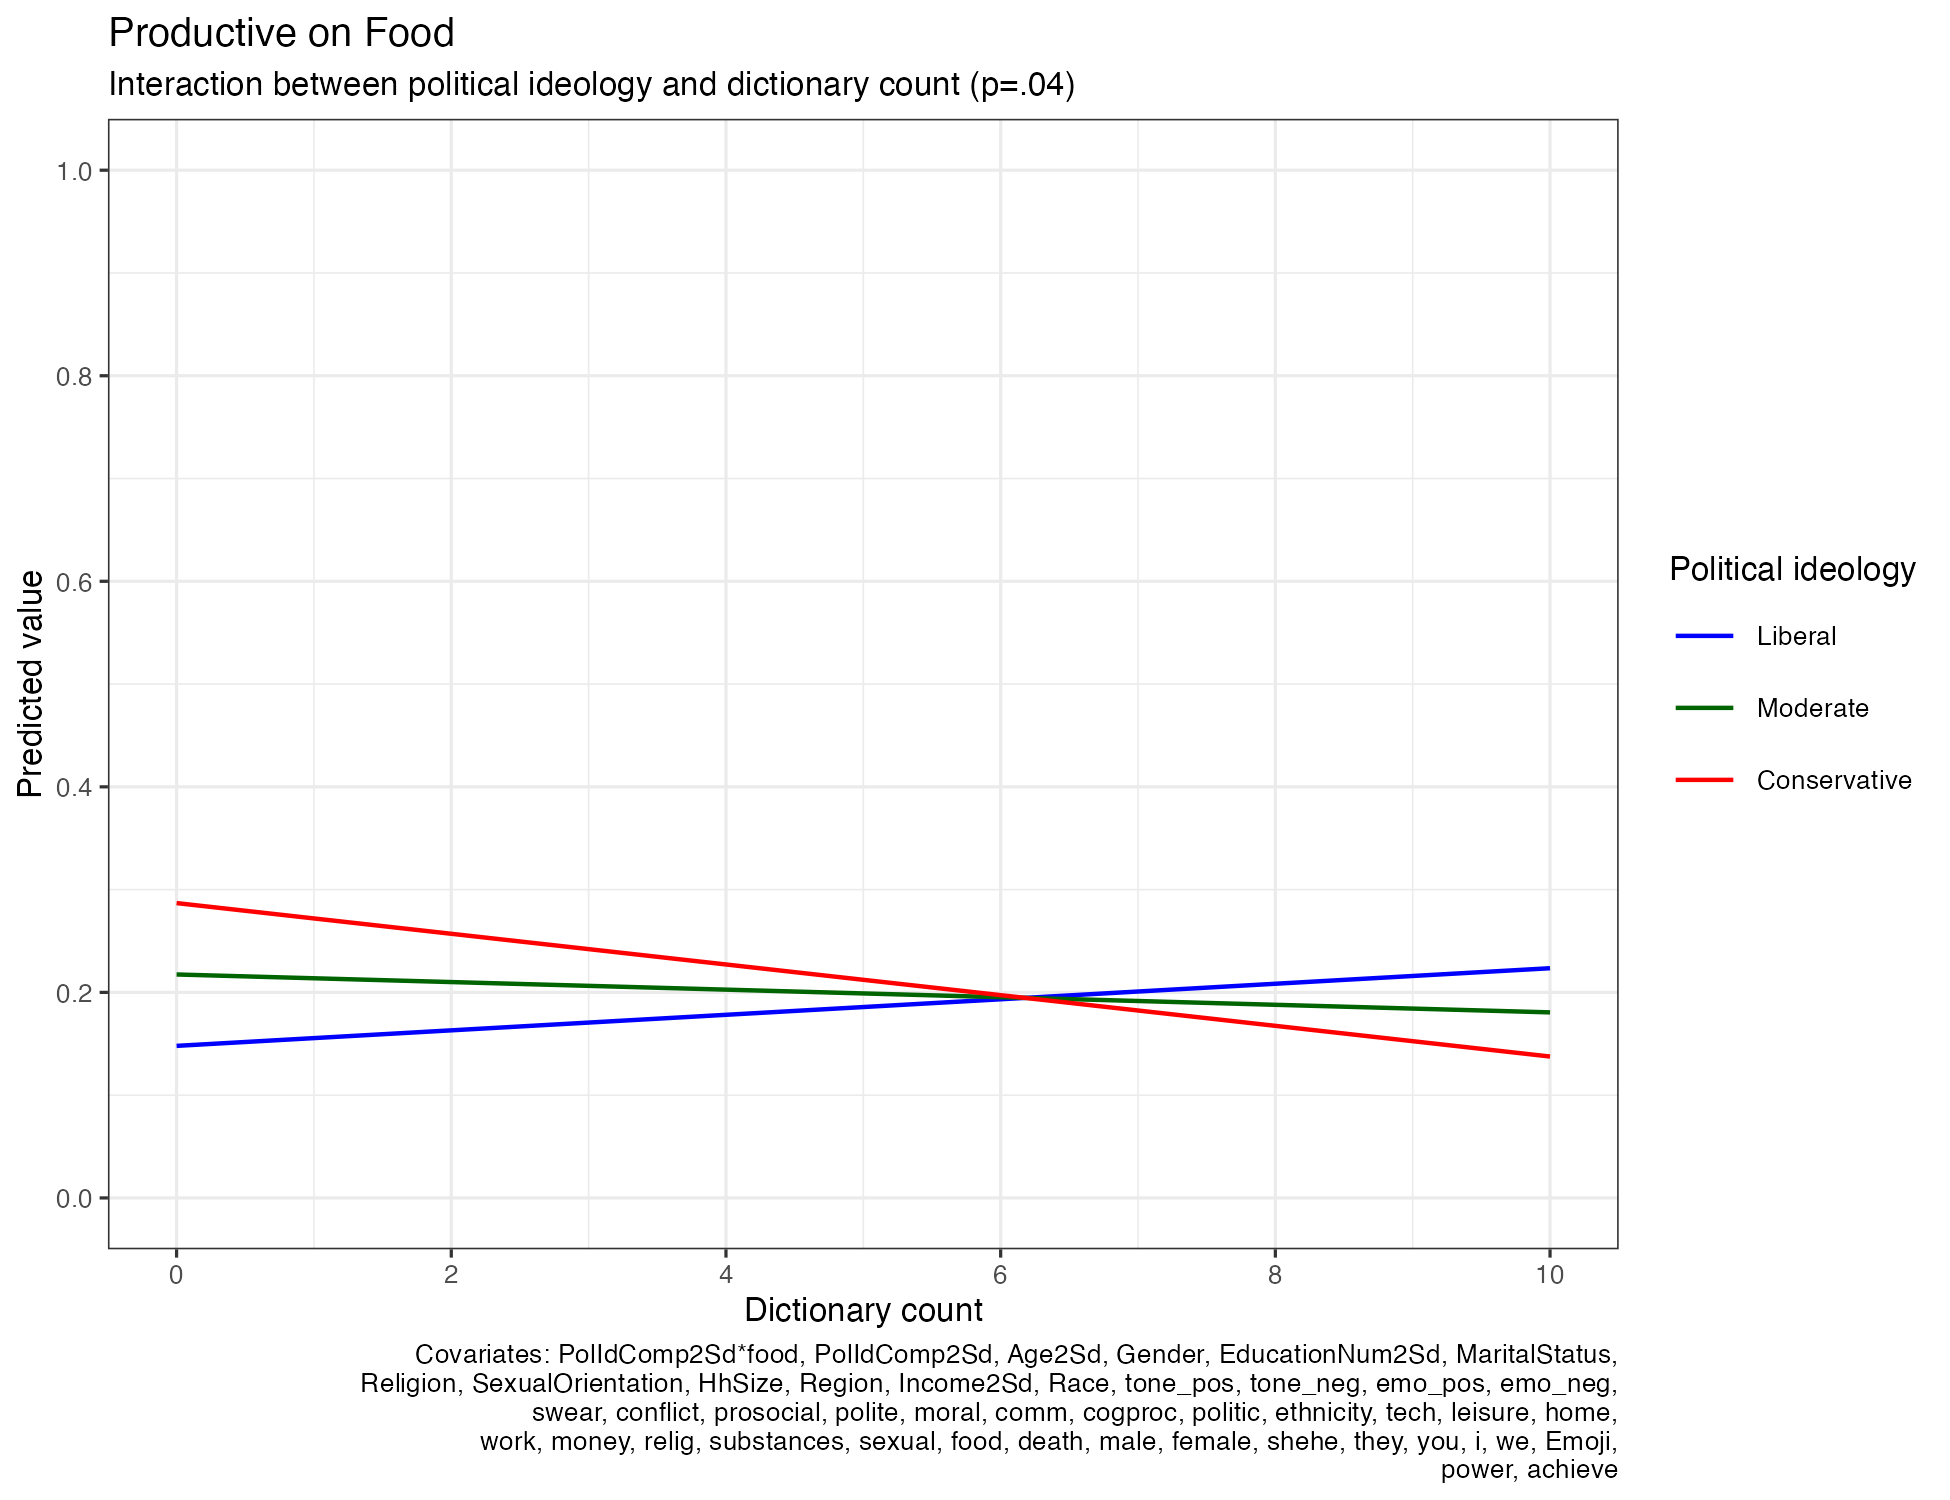 Productive on Food
Interaction between political ideology and dictionary count (p=.04)
1.0
0.8
0.6
0.4
0.2
0.0
Predicted value
0 2 4 6 8 10
Dictionary count
Political ideology
Liberal
Moderate
Conservative
Covariates: PolIdComp2Sd*food, PolIdComp2Sd, Age2Sd, Gender, EducationNum2Sd, MaritalStatus,
Religion, SexualOrientation, HhSize, Region, Income2Sd, Race, tone_pos, tone_neg, emo_pos, emo_neg,
swear, conflict, prosocial, polite, moral, comm, cogproc, politic, ethnicity, tech, leisure, home,
work, money, relig, substances, sexual, food, death, male, female, shehe, they, you, i, we, Emoji,
power, achieve